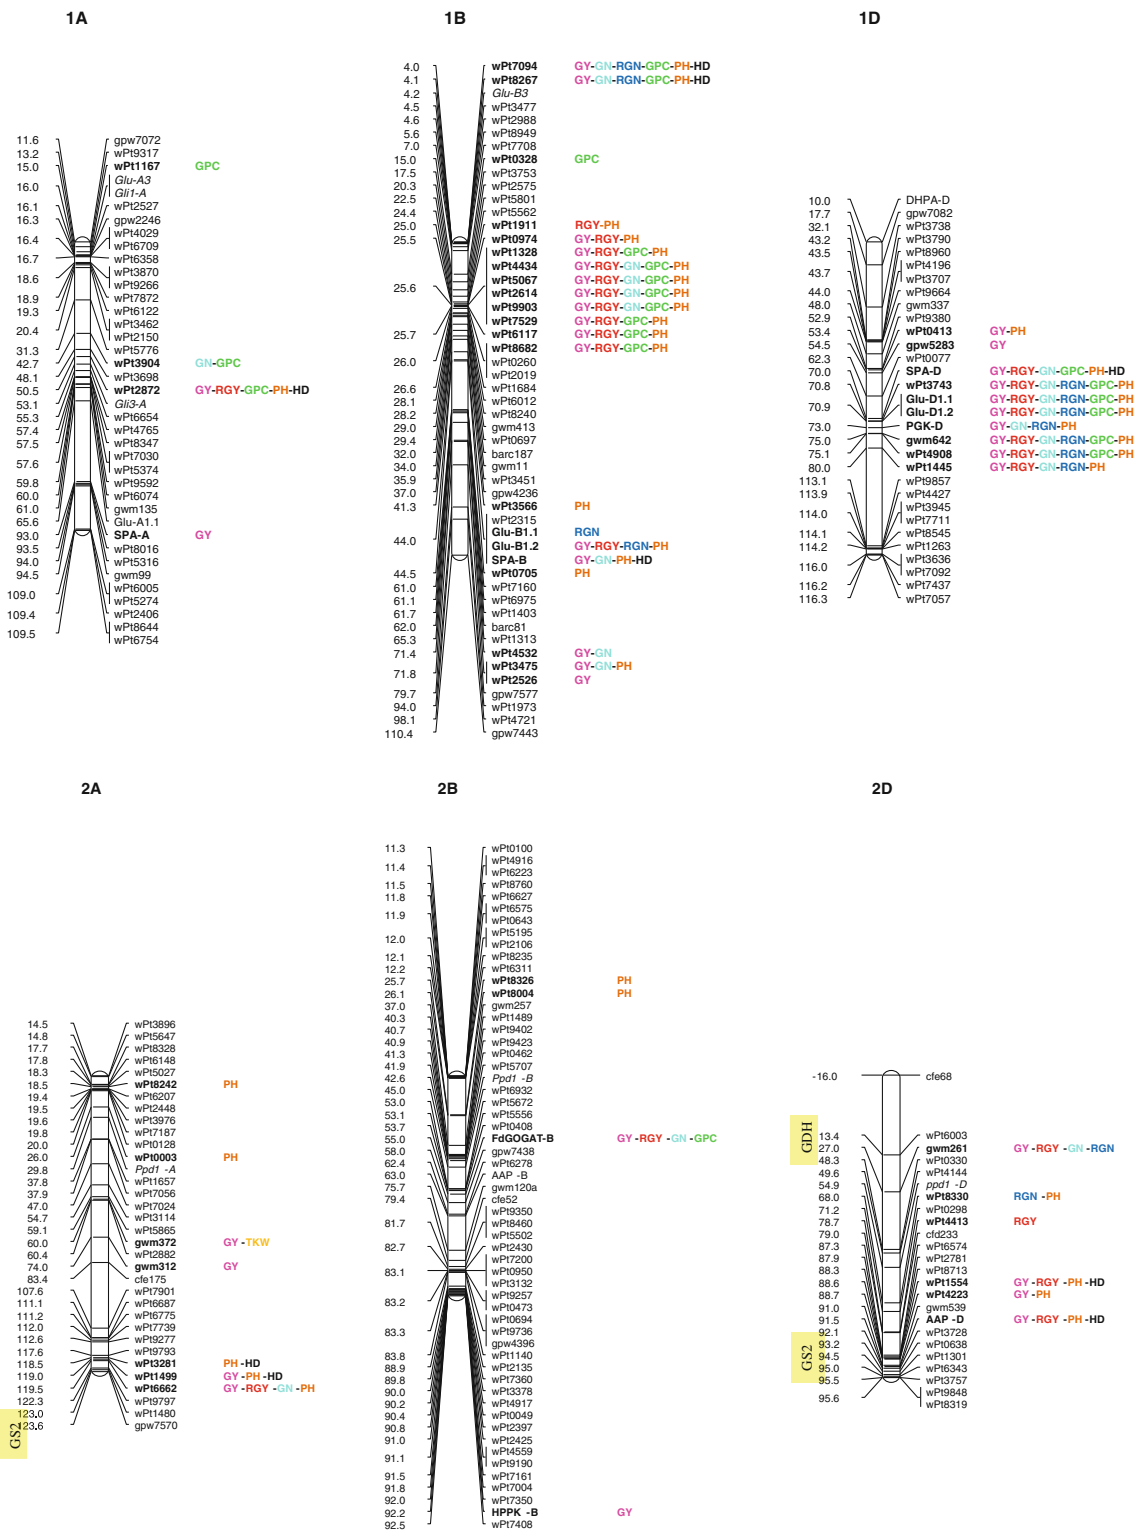 1A
11.6 gpw7072
13.2 wPt9317
15.0 wPt1167 GPC
16.0 Glu-A3
Gli1-A
16.1 wPt2527
16.3 gpw2246
16.4 wPt4029
wPt6709
16.7 wPt6358
18.6 wPt3870
wPt9266
18.9 wPt7872
19.3 wPt6122
20.4 wPt3462
wPt2150
31.3 wPt5776
42.7 wPt3904 GN-GPC
48.1 wPt3698
50.5 wPt2872 GY-RGY-GPC-PH-HD
53.1 Gli3-A
55.3 wPt6654
57.4 wPt4765
57.5 wPt8347
57.6 wPt7030
wPt5374
59.8 wPt9592
60.0 wPt6074
61.0 gwm135
65.6 Glu-A1.1
93.0 SPA-A GY
93.5 wPt8016
94.0 wPt5316
94.5 gwm99
109.0 wPt6005
wPt5274
109.4 wPt2406
109.5 wPt8644
wPt6754
1B
4.0 wPt7094 GY-GN-RGN-GPC-PH-HD
4.1 wPt8267 GY-GN-RGN-GPC-PH-HD
4.2 Glu-B3
4.5 wPt3477
4.6 wPt2988
5.6 wPt8949
7.0 wPt7708
15.0 wPt0328 GPC
17.5 wPt3753
20.3 wPt2575
22.5 wPt5801
24.4 wPt5562
25.0 wPt1911 RGY-PH
25.5 wPt0974 GY-RGY-PH
wPt1328 GY-RGY-GPC-PH
wPt4434 GY-RGY-GN-GPC-PH
wPt5067 GY-RGY-GN-GPC-PH
25.6 wPt2614 GY-RGY-GN-GPC-PH
wPt9903 GY-RGY-GN-GPC-PH
wPt7529 GY-RGY-GPC-PH
25.7 wPt6117 GY-RGY-GPC-PH
wPt8682 GY-RGY-GPC-PH
26.0 wPt0260
wPt2019
26.6 wPt1684
28.1 wPt6012
28.2 wPt8240
29.0 gwm413
29.4 wPt0697
32.0 barc187
34.0 gwm11
35.9 wPt3451
37.0 gpw4236
41.3 wPt3566 PH
wPt2315
Glu-B1.1 RGN
44.0 Glu-B1.2 GY-RGY-RGN-PH
SPA-B GY-GN-PH-HD
44.5 wPt0705 PH
61.0 wPt7160
61.1 wPt6975
61.7 wPt1403
62.0 barc81
65.3 wPt1313
71.4 wPt4532 GY-GN
71.8 wPt3475 GY-GN-PH
wPt2526 GY
79.7 gpw7577
94.0 wPt1973
98.1 wPt4721
110.4 gpw7443
1D
10.0 DHPA-D
17.7 gpw7082
32.1 wPt3738
43.2 wPt3790
43.5 wPt8960
43.7 wPt4196
wPt3707
44.0 wPt9664
48.0 gwm337
52.9 wPt9380
53.4 wPt0413 GY-PH
54.5 gpw5283 GY
62.3 wPt0077
70.0 SPA-D GY-RGY-GN-GPC-PH-HD
70.8 wPt3743 GY-RGY-GN-RGN-GPC-PH
70.9 Glu-D1.1 GY-RGY-GN-RGN-GPC-PH
Glu-D1.2 GY-RGY-GN-RGN-GPC-PH
73.0 PGK-D GY-GN-RGN-PH
75.0 gwm642 GY-RGY-GN-RGN-GPC-PH
75.1 wPt4908 GY-RGY-GN-RGN-GPC-PH
80.0 wPt1445 GY-RGY-GN-RGN-PH
113.1 wPt9857
113.9 wPt4427
114.0 wPt3945
wPt7711
114.1 wPt8545
114.2 wPt1263
116.0 wPt3636
wPt7092
116.2 wPt7437
116.3 wPt7057
2A
14.5 wPt3896
14.8 wPt5647
17.7 wPt8328
17.8 wPt6148
18.3 wPt5027
18.5 wPt8242 PH
19.4 wPt6207
19.5 wPt2448
19.6 wPt3976
19.8 wPt7187
20.0 wPt0128
26.0 wPt0003 PH
29.8 Ppd1 -A
37.8 wPt1657
37.9 wPt7056
47.0 wPt7024
54.7 wPt3114
59.1 wPt5865
60.0 gwm372 GY -TKW
60.4 wPt2882
74.0 gwm312 GY
83.4 cfe175
107.6 wPt7901
111.1 wPt6687
111.2 wPt6775
112.0 wPt7739
112.6 wPt9277
117.6 wPt9793
118.5 wPt3281 PH -HD
119.0 wPt1499 GY -PH -HD
119.5 wPt6662 GY -RGY -GN -PH
122.3 wPt9797
123.0 wPt1480
123.6 gpw7570
GS2
2B
11.3 wPt0100
11.4 wPt4916
wPt6223
11.5 wPt8760
11.8 wPt6627
11.9 wPt6575
wPt0643
12.0 wPt5195
wPt2106
12.1 wPt8235
12.2 wPt6311
25.7 wPt8326 PH
26.1 wPt8004 PH
37.0 gwm257
40.3 wPt1489
40.7 wPt9402
40.9 wPt9423
41.3 wPt0462
41.9 wPt5707
42.6 Ppd1 -B
45.0 wPt6932
53.0 wPt5672
53.1 wPt5556
53.7 wPt0408
55.0 FdGOGAT-B GY -RGY -GN -GPC
58.0 gpw7438
62.4 wPt6278
63.0 AAP -B
75.7 gwm120a
79.4 cfe52
wPt9350
81.7 wPt8460
wPt5502
82.7 wPt2430
wPt7200
83.1 wPt0950
wPt3132
83.2 wPt9257
wPt0473
wPt0694
83.3 wPt9736
gpw4396
83.8 wPt1140
88.9 wPt2135
89.8 wPt7360
90.0 wPt3378
90.2 wPt4917
90.4 wPt0049
90.8 wPt2397
91.0 wPt2425
91.1 wPt4559
wPt9190
91.5 wPt7161
91.8 wPt7004
92.0 wPt7350
92.2 HPPK -B GY
92.5 wPt7408
2D
-16.0 cfe68
GDH
13.4 wPt6003
27.0 gwm261 GY -RGY -GN -RGN
48.3 wPt0330
49.6 wPt4144
54.9 ppd1 -D
68.0 wPt8330 RGN -PH
71.2 wPt0298
78.7 wPt4413 RGY
79.0 cfd233
87.3 wPt6574
87.9 wPt2781
88.3 wPt8713
88.6 wPt1554 GY -RGY -PH -HD
88.7 wPt4223 GY -PH
91.0 gwm539
91.5 AAP -D GY -RGY -PH -HD
92.1 wPt3728
93.2 wPt0638
94.5 wPt1301
95.0 wPt6343
95.5 wPt3757
95.6 wPt9848
wPt8319
GS2